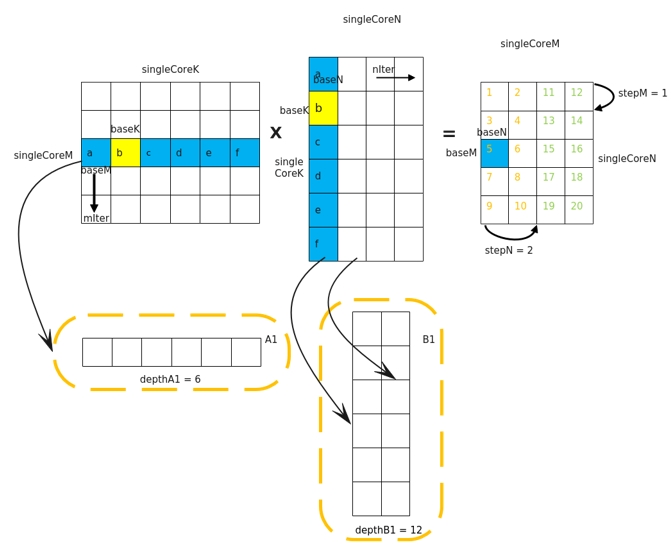 singleCoreN
singleCoreK
singleCoreM
a
baseN
nIter
stepM = 1
baseK
baseK
b
X
=
1 2 11 12
3 4 13 14
baseN
singleCoreM
a b c d e f
c
baseM
5 6 15 16
singleCoreN
single
CoreK
baseM
d
7 8 17 18
mIter
e
9 10 19 20
f
stepN = 2
A1
B1
depthA1 = 6
depthB1 = 12